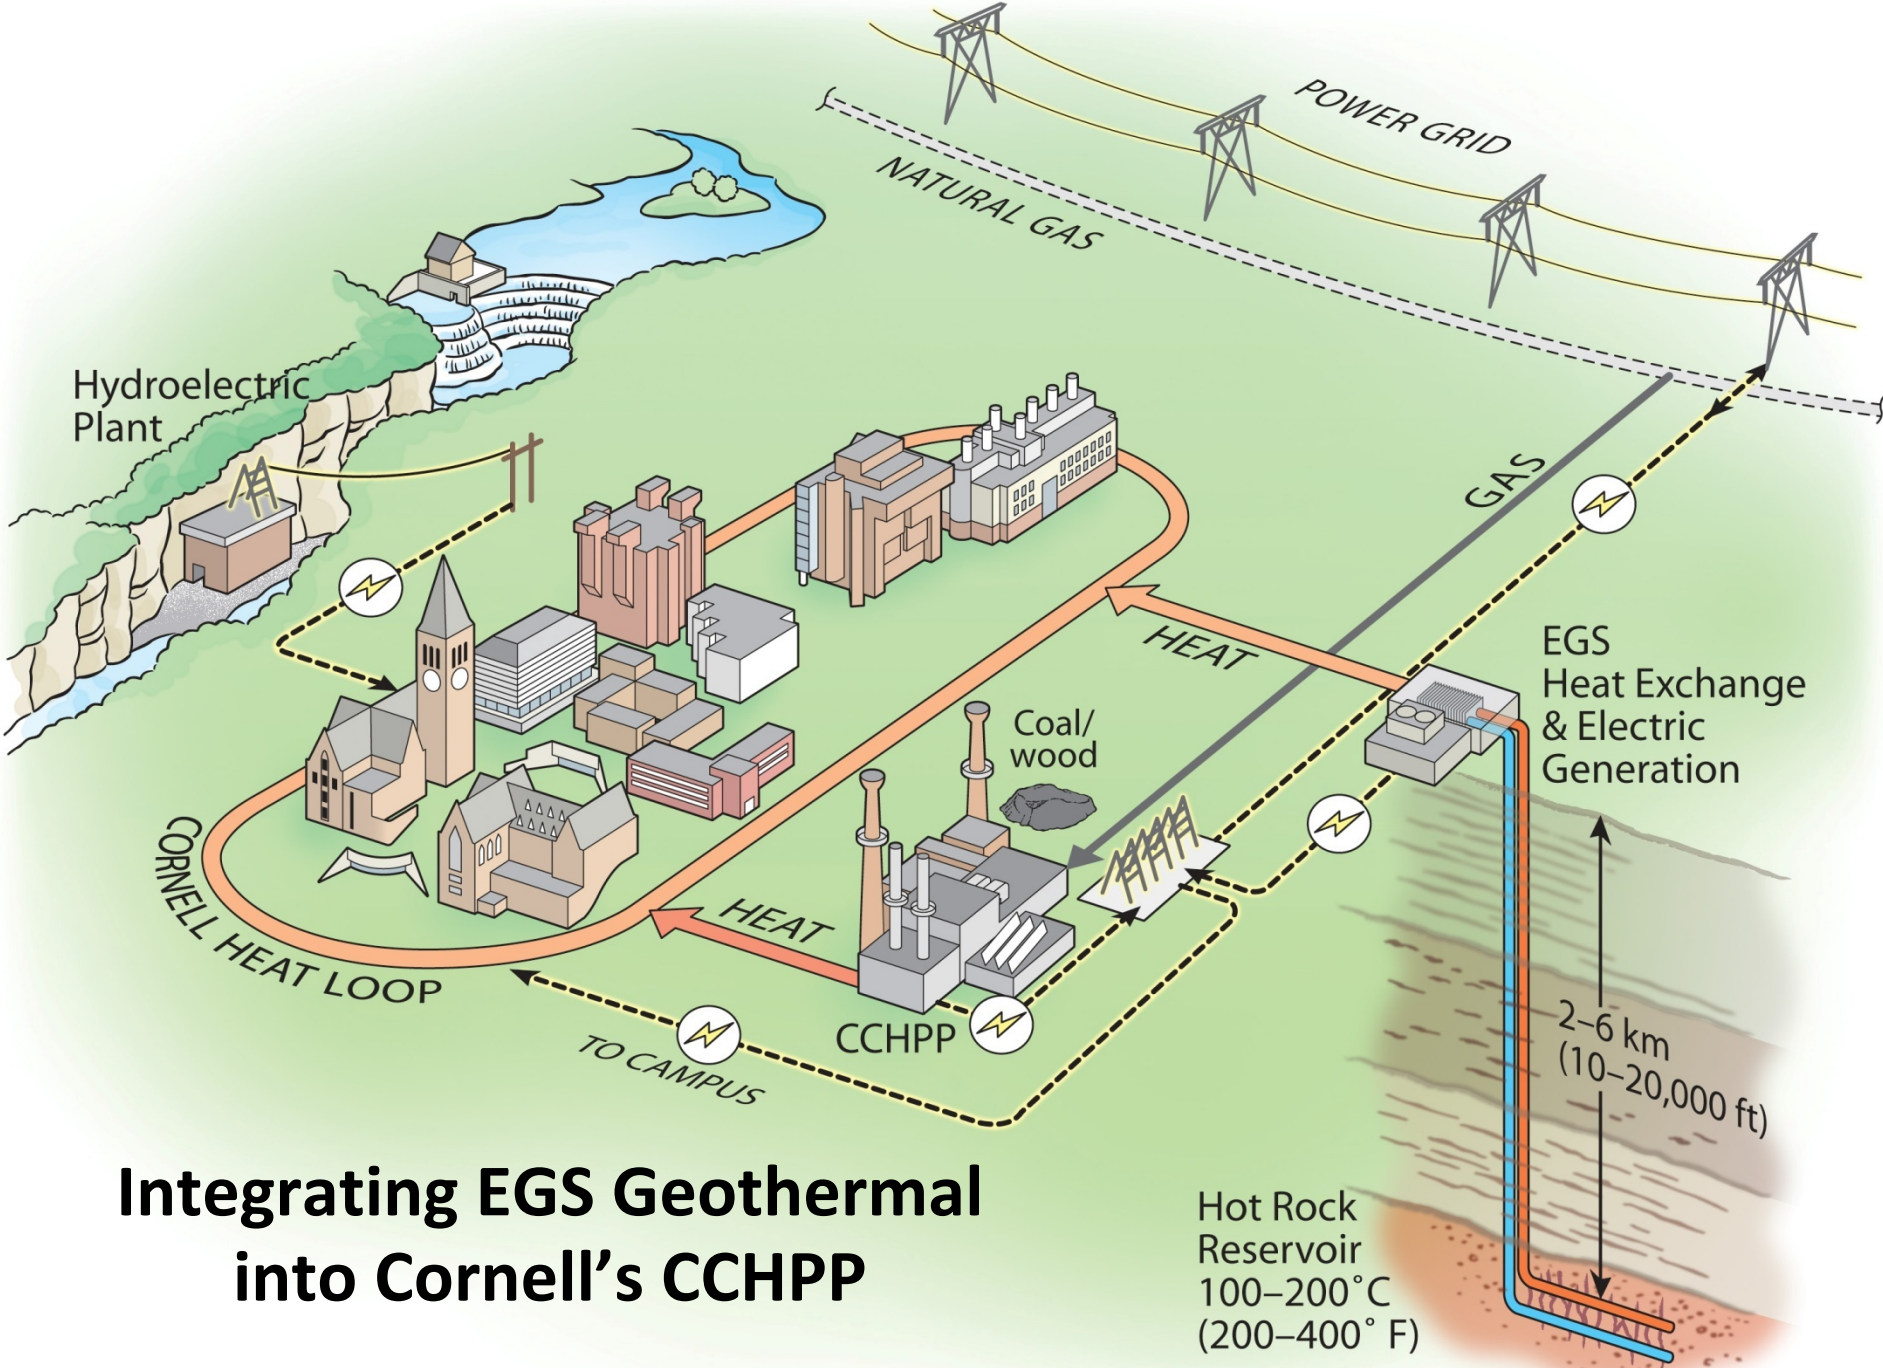 POWER GRID
NATURAL GAS
Hydroelectric
Plant
GAS
HEAT
EGS
Heat Exchange
& Electric
Generation
Coal/
wood
CORNELL HEAT LOOP
HEAT
CCHPP
TO CAMPUS
2–6 km
(10–20,000 ft)
Integrating EGS Geothermal
into Cornell’s CCHPP
Hot Rock
Reservoir
100–200˚C
(200–400˚ F)